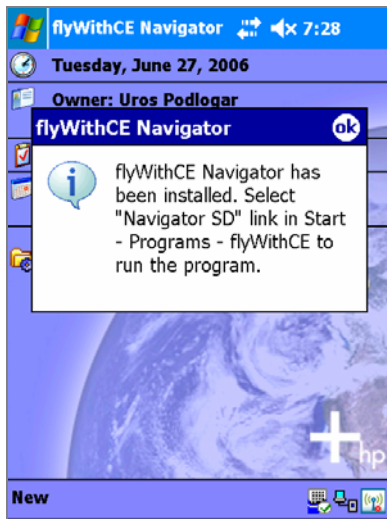 flyWithCE Navigator 7:28
Tuesday, June 27, 2006
Owner: Uros Podlogar
flyWithCE Navigator ok
flyWithCE Navigator has
been installed. Select
"Navigator SD" link in Start
- Programs - flyWithCE to
run the program.
hp
New